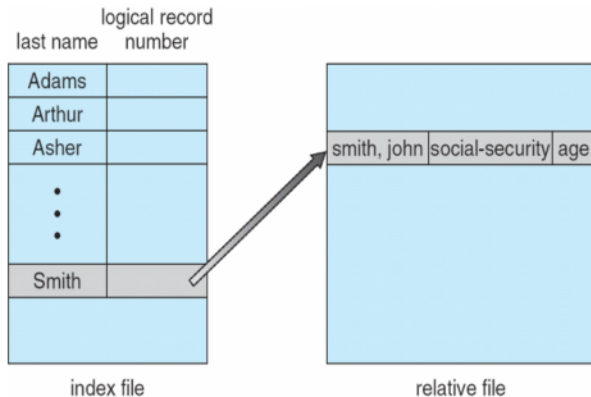 logical record
last name number
Adams
Arthur
Asher
Smith
smith, john social-security age
index file
relative file